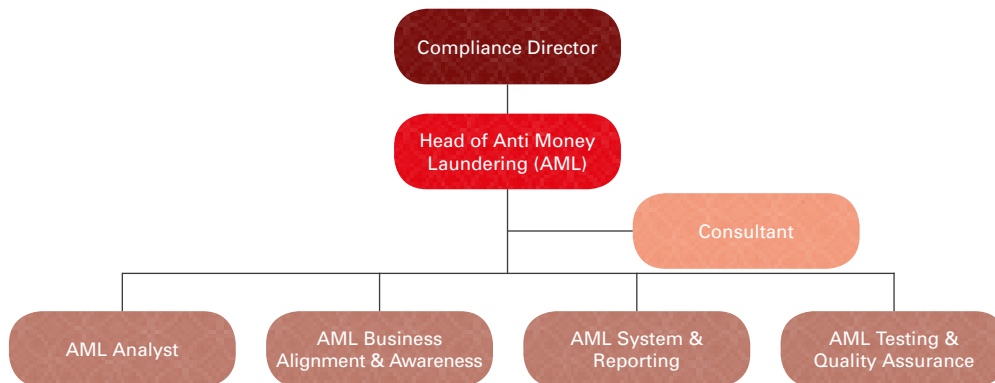 Compliance Director
Head of Anti Money
Laundering (AML)
Consultant
AML Analyst
AML Business
Alignment & Awareness
AML System &
Reporting
AML Testing &
Quality Assurance